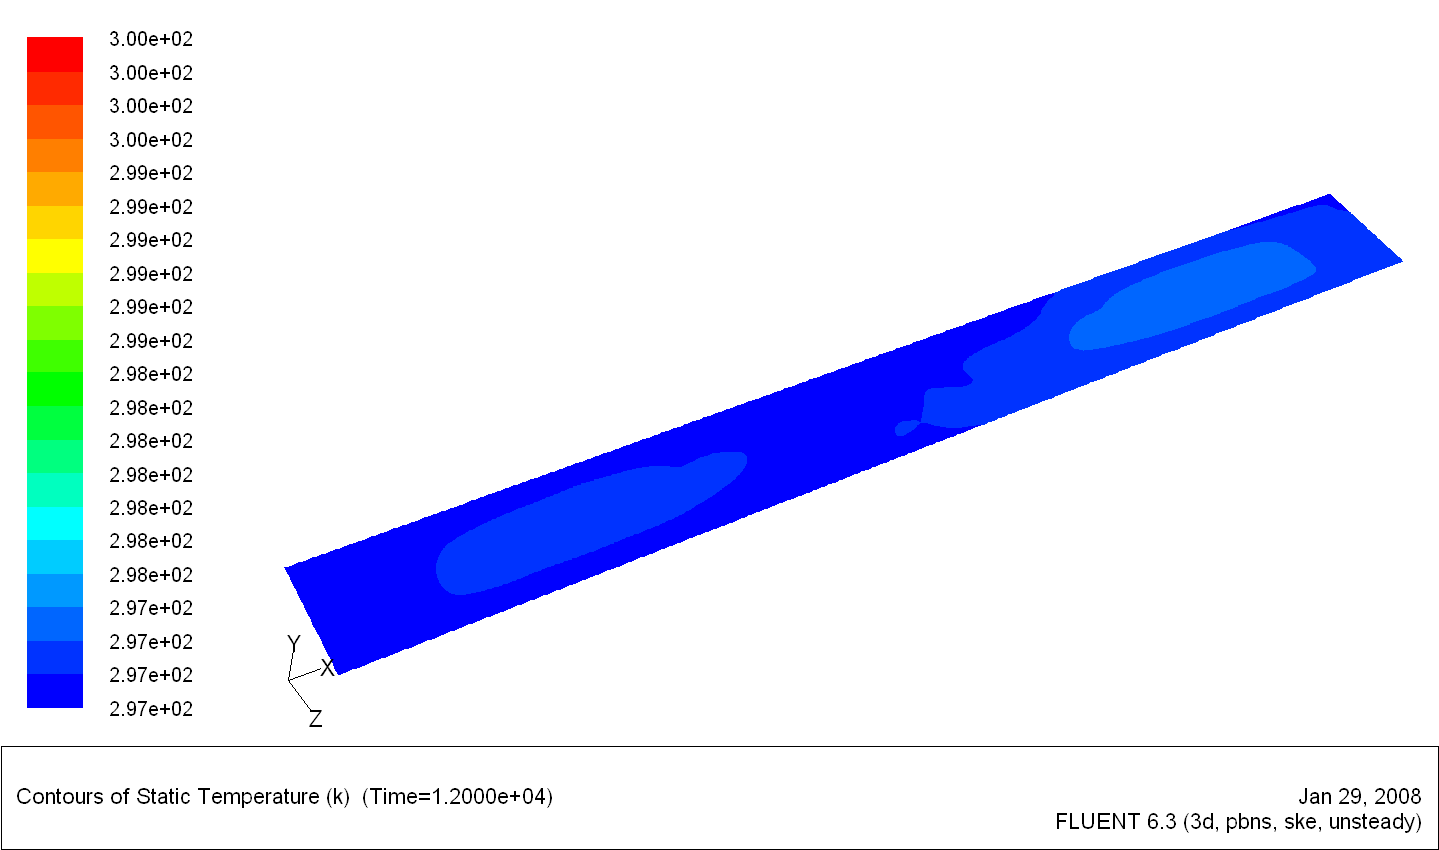 3.00e+02
3.00e+02
3.00e+02
3.00e+02
2.99e+02
2.99e+02
2.99e+02
2.99e+02
2.99e+02
2.99e+02
2.98e+02
2.98e+02
2.98e+02
2.98e+02
2.98e+02
2.98e+02
2.98e+02
2.97e+02
2.97e+02
2.97e+02
2.97e+02
Y
X
Z
Contours of Static Temperature (k)  (Time=1.2000e+04)
Jan 29, 2008
FLUENT 6.3 (3d, pbns, ske, unsteady)